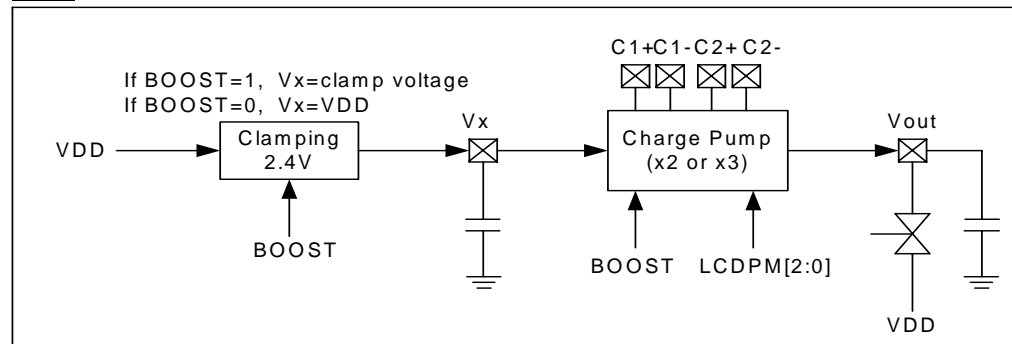 C1+ C1- C2+ C2-
If BOOST=1, Vx=clamp voltage
If BOOST=0, Vx=VDD
VDD
Clamping
2.4V
Vx
Charge Pump
(x2 or x3)
Vout
BOOST
BOOST
LCDPM[2:0]
VDD